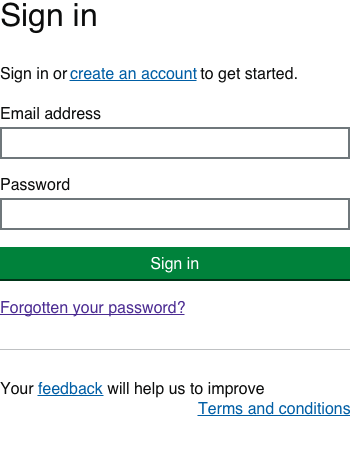 Sign in
Sign in or create an account to get started.
Email address
Password
Sign in
Forgotten your password?
Your feedback will help us to improve
Terms and conditions